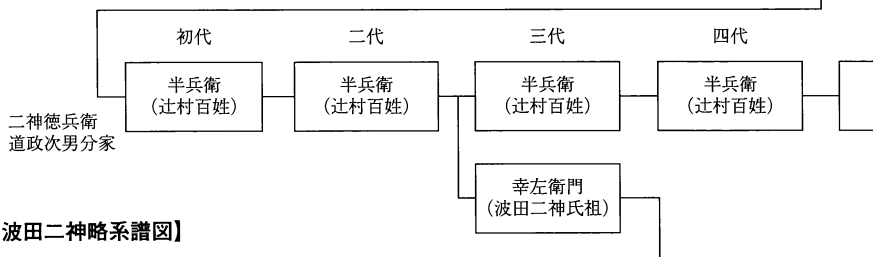 初代
二代
三代
四代
半兵衛
(辻村百姓)
半兵衛
(辻村百姓)
半兵衛
(辻村百姓)
半兵衛
(辻村百姓)
二神徳兵衛
道政次男分家
幸左衛門
(波田二神氏祖)
波田二神略系譜図】